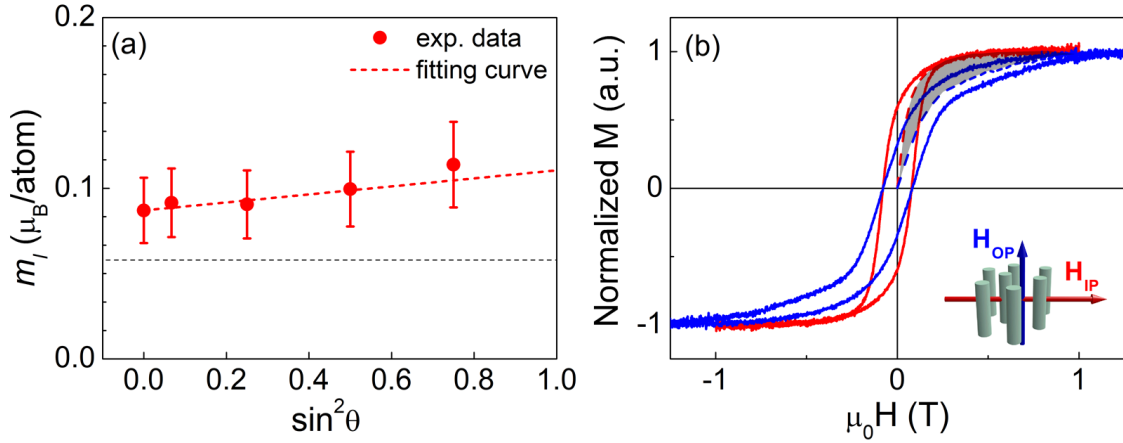 (a)
exp. data
fitting curve
m_l (μ_B/atom)
0.2
0.1
0.0
0.0 0.2 0.4 0.6 0.8 1.0
sin²θ
(b)
Normalized M (a.u.)
1
0
-1
H_OP
H_IP
-1 0 1
μ₀H (T)